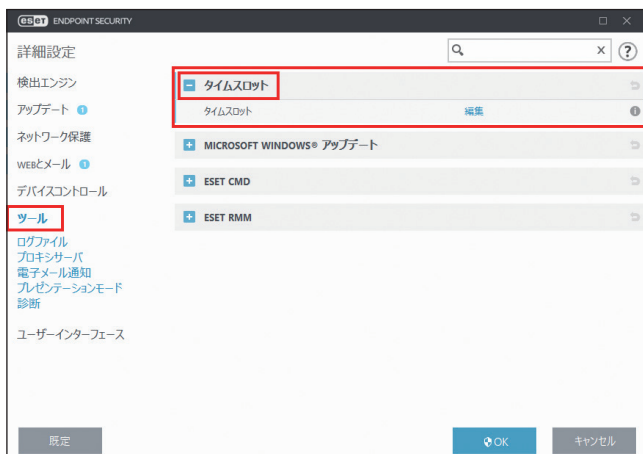 eset ENDPOINT SECURITY
詳細設定
検出エンジン
アップデート 1
ネットワーク保護
WEBとメール 1
デバイスコントロール
ツール
ログファイル
プロキシサーバ
電子メール通知
プレゼンテーションモード
診断
ユーザーインターフェース
タイムスロット
タイムスロット 編集
MICROSOFT WINDOWS® アップデート
ESET CMD
ESET RMM
既定
OK
キャンセル